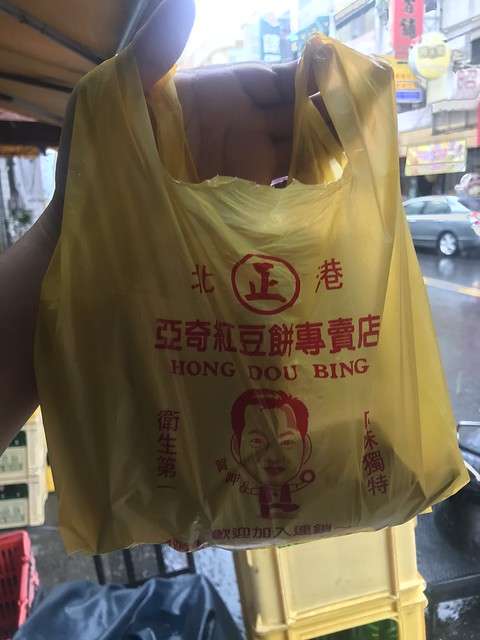 北 正 港
亞奇紅豆餅專賣店
HONG DOU BING
衛生第一
味獨特
歡迎加入連鎖